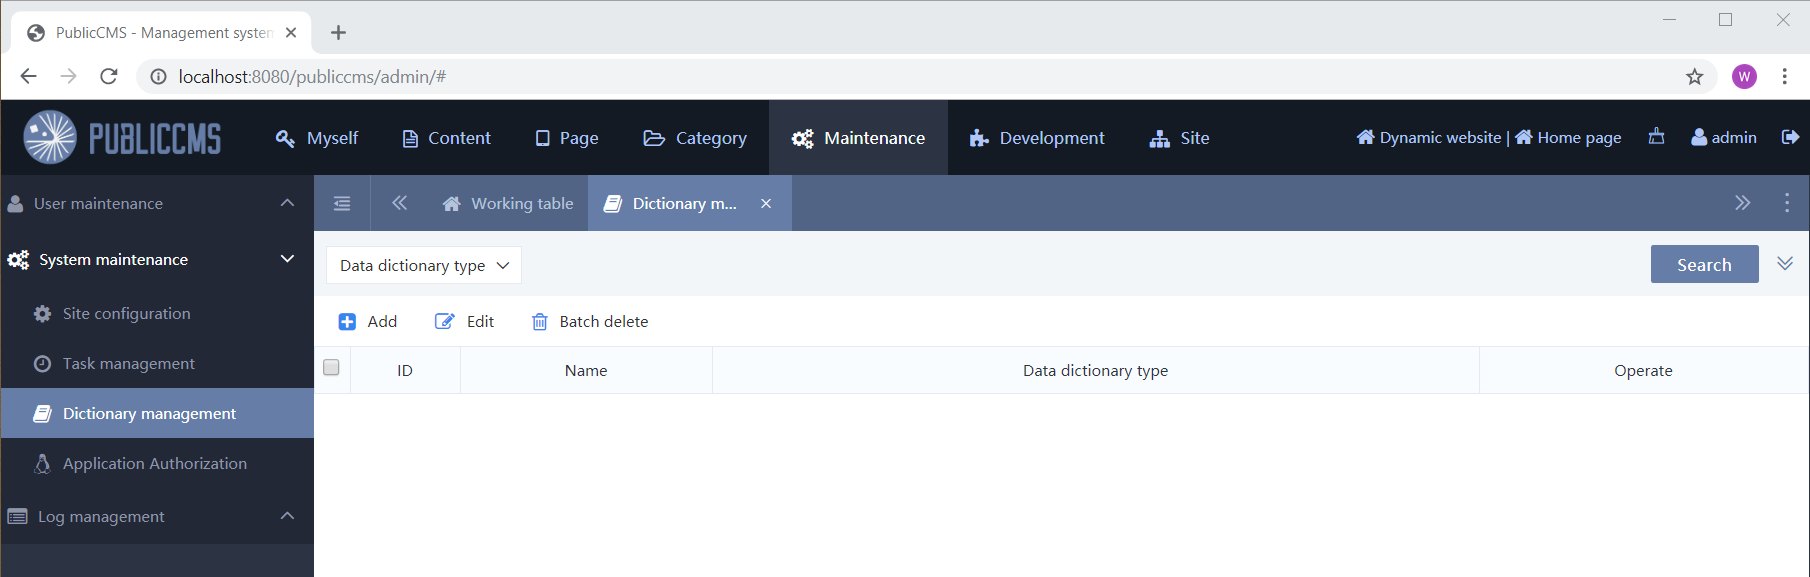 PublicCMS - Management system
localhost:8080/publiccms/admin/#
W
PUBLICCMS
Myself
Content
Page
Category
Maintenance
Development
Site
Dynamic website | Home page
admin
User maintenance
Working table
Dictionary m...
System maintenance
Data dictionary type
Search
Site configuration
Add
Edit
Batch delete
Task management
ID
Name
Data dictionary type
Operate
Dictionary management
Application Authorization
Log management